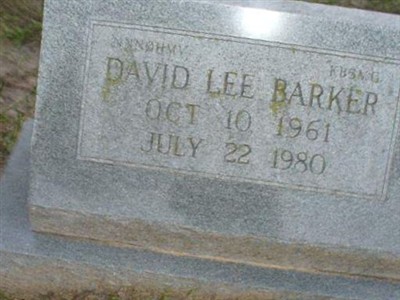 DAVID LEE BARKER
OCT 10 1961
JULY 22 1980